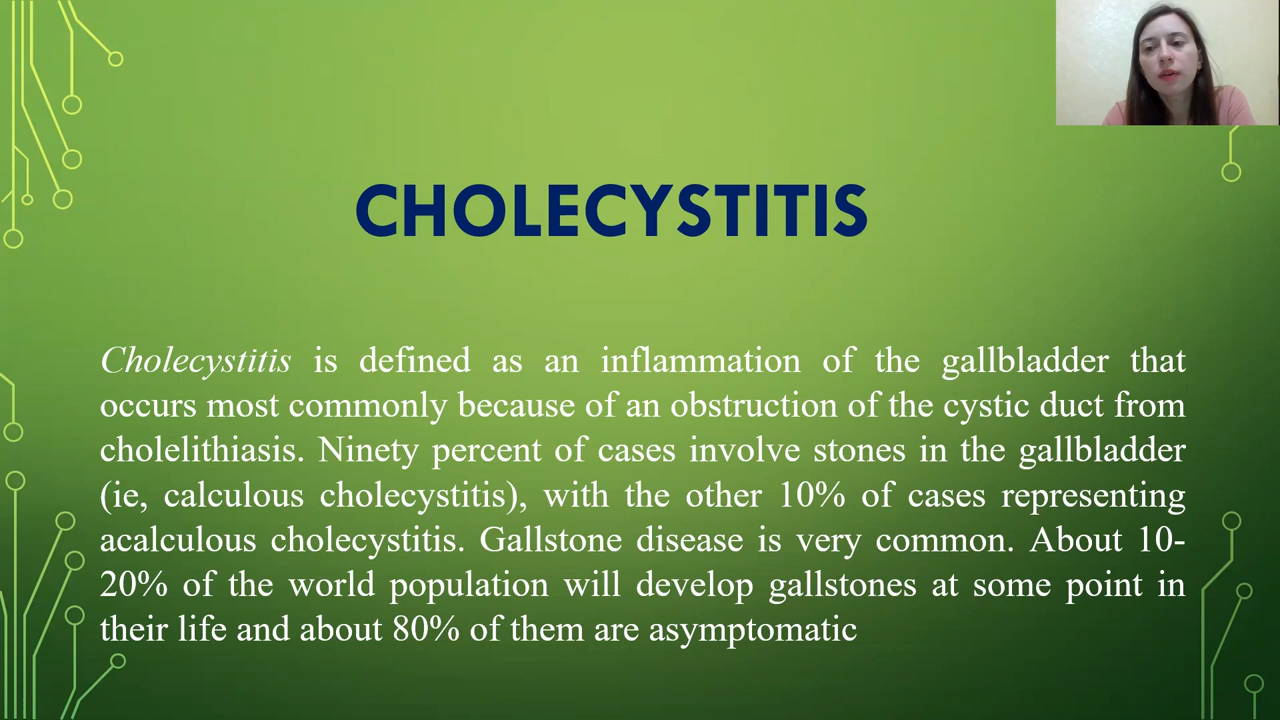 CHOLECYSTITIS
Cholecystitis is defined as an inflammation of the gallbladder that
occurs most commonly because of an obstruction of the cystic duct from
cholelithiasis. Ninety percent of cases involve stones in the gallbladder
(ie, calculous cholecystitis), with the other 10% of cases representing
acalculous cholecystitis. Gallstone disease is very common. About 10-
20% of the world population will develop gallstones at some point in
their life and about 80% of them are asymptomatic